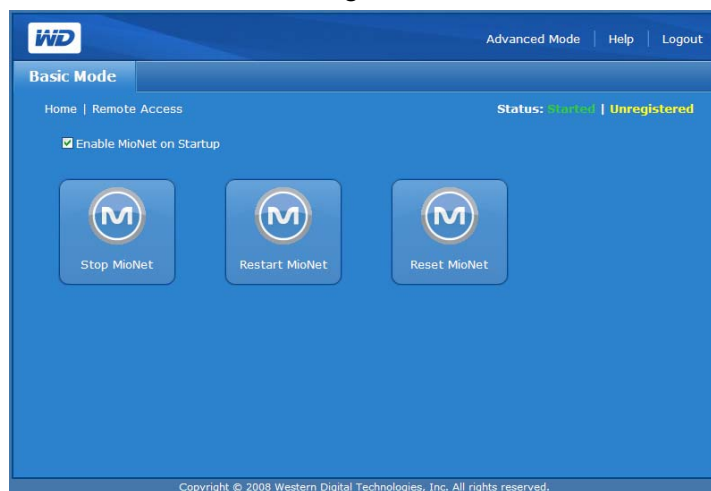 WD
Advanced Mode | Help | Logout
Basic Mode
Home | Remote Access
Status: Started | Unregistered
Enable MioNet on Startup
M
M
M
Stop MioNet
Restart MioNet
Reset MioNet
Copyright © 2008 Western Digital Technologies, Inc. All rights reserved.